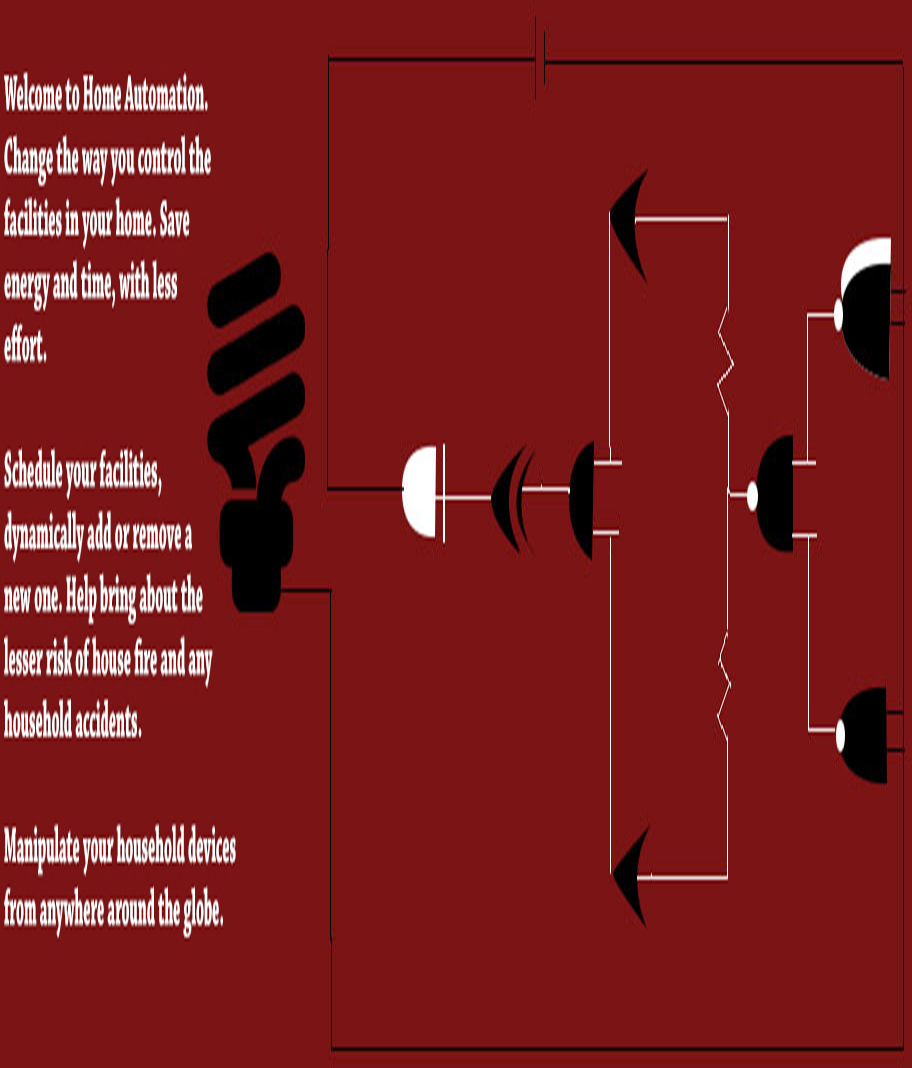 Welcome to Home Automation.
Change the way you control the
facilities in your home. Save
energy and time, with less
effort.
Schedule your facilities,
dynamically add or remove a
new one. Help bring about the
lesser risk of house fire and any
household accidents.
Manipulate your household devices
from anywhere around the globe.